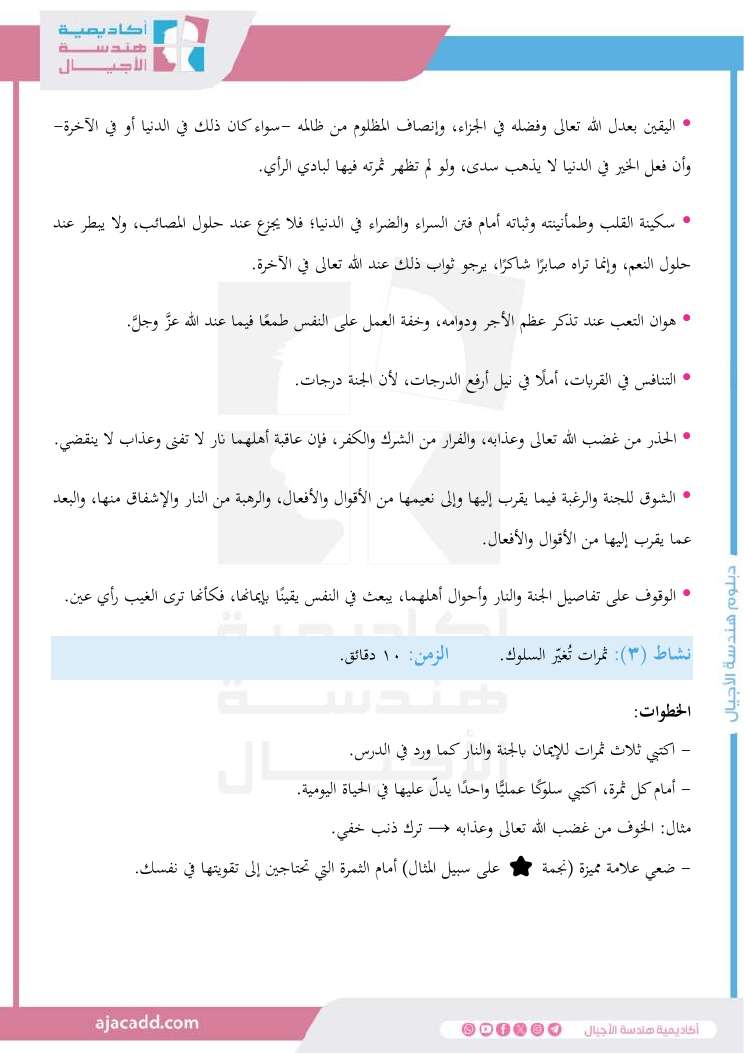 أكاديمية
هندسة
الأجيال
• اليقين بعدل الله تعالى وفضله في الجزاء، وإنصاف المظلوم من ظالمه –سواء كان ذلك في الدنيا أو في الآخرة–
وأن فعل الخير في الدنيا لا يذهب سدى، ولو لم تظهر ثمرته فيها لبادي الرأي.
• سكينة القلب وطمأنينته وثباته أمام فتن السراء والضراء في الدنيا؛ فلا يجزع عند حلول المصائب، ولا يبطر عند
حلول النعم، وإنما تراه صابرًا شاكرًا، يرجو ثواب ذلك عند الله تعالى في الآخرة.
• هوان التعب عند تذكر عظم الأجر ودوامه، وخفة العمل على النفس طمعًا فيما عند الله عزَّ وجلَّ.
• التنافس في القربات، أملًا في نيل أرفع الدرجات، لأن الجنة درجات.
• الحذر من غضب الله تعالى وعذابه، والفرار من الشرك والكفر، فإن عاقبة أهلهما نار لا تفنى وعذاب لا ينقضي.
• الشوق للجنة والرغبة فيما يقرب إليها وإلى نعيمها من الأقوال والأفعال، والرهبة من النار والإشفاق منها، والبعد
عما يقرب إليها من الأقوال والأفعال.
• الوقوف على تفاصيل الجنة والنار وأحوال أهلهما، يبعث في النفس يقينًا بإيمانها، فكأنها ترى الغيب رأي عين.
نشاط (٣): ثمرات تُغيّر السلوك. الزمن: ١٠ دقائق.
الخطوات:
– اكتبي ثلاث ثمرات للإيمان بالجنة والنار كما ورد في الدرس.
– أمام كل ثمرة، اكتبي سلوكًا عمليًّا واحدًا يدلّ عليها في الحياة اليومية.
مثال: الخوف من غضب الله تعالى وعذابه ← ترك ذنب خفي.
– ضعي علامة مميزة (نجمة ★ على سبيل المثال) أمام الثمرة التي تحتاجين إلى تقويتها في نفسك.
أكاديمية
هندسة
الأجيال
دبلوم هندسة الأجيال
أكاديمية هندسة الأجيال
ajacadd.com